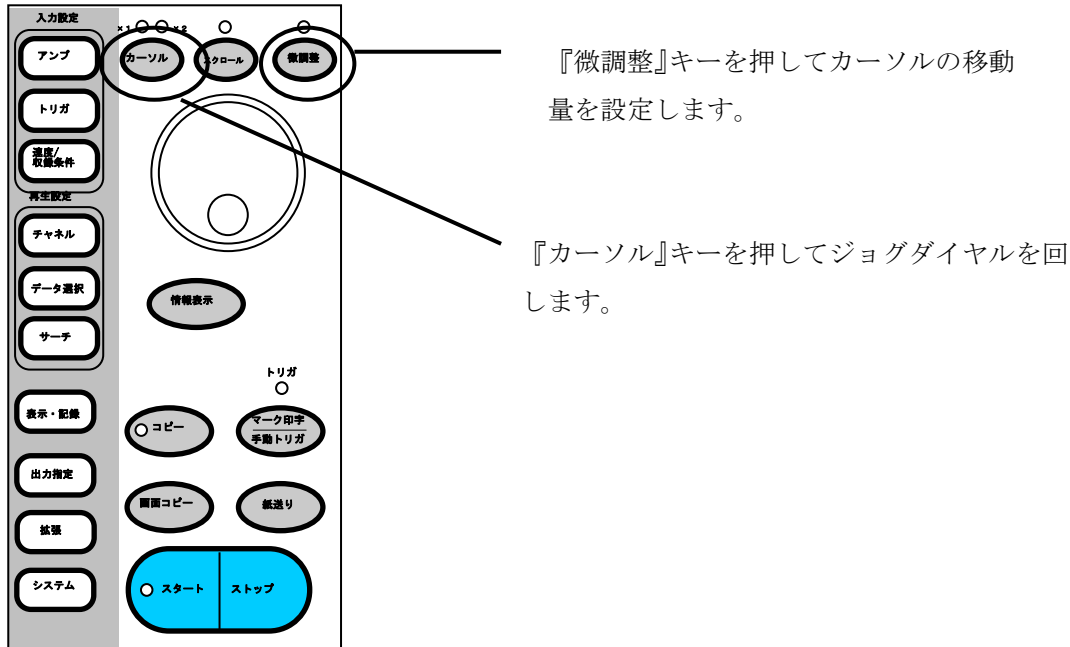 入力設定
×1 ×2
アンプ
カーソル
スクロール
微調整
『微調整』キーを押してカーソルの移動
量を設定します。
トリガ
速度/
収録条件
再生設定
チャネル
『カーソル』キーを押してジョグダイヤルを回
します。
データ選択
情報表示
サーチ
トリガ
表示・記録
コピー
マーク印字
手動トリガ
出力指定
画面コピー
紙送り
拡張
システム
スタート
ストップ